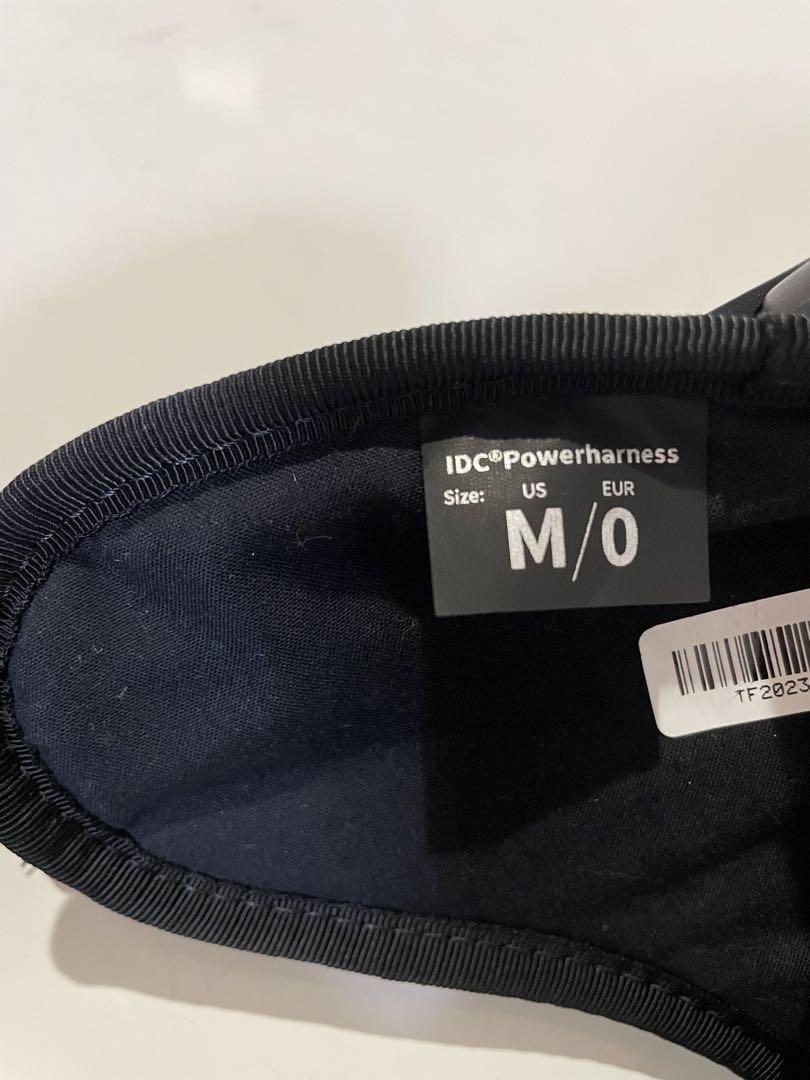 IDC®Powerharness
Size: US EUR
M/0
TF2023